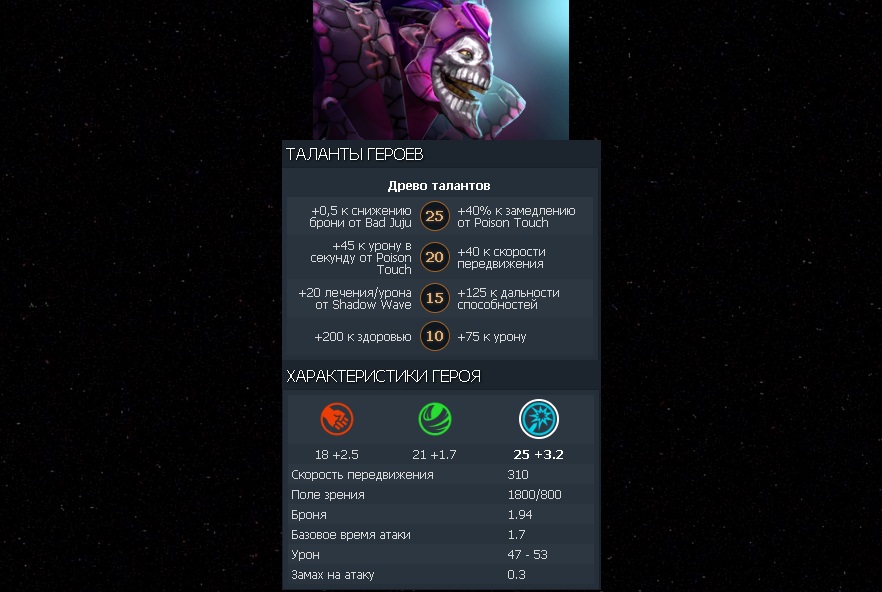 ТАЛАНТЫ ГЕРОЕВ
Древо талантов
+0,5 к снижению
брони от Bad Juju
25
+40% к замедлению
от Poison Touch
+45 к урону в
секунду от Poison
Touch
20
+40 к скорости
передвижения
+20 лечения/урона
от Shadow Wave
15
+125 к дальности
способностей
+200 к здоровью
10
+75 к урону
ХАРАКТЕРИСТИКИ ГЕРОЯ
18 +2.5
21 +1.7
25 +3.2
Скорость передвижения 310
Поле зрения 1800/800
Броня 1.94
Базовое время атаки 1.7
Урон 47 - 53
Замах на атаку 0.3